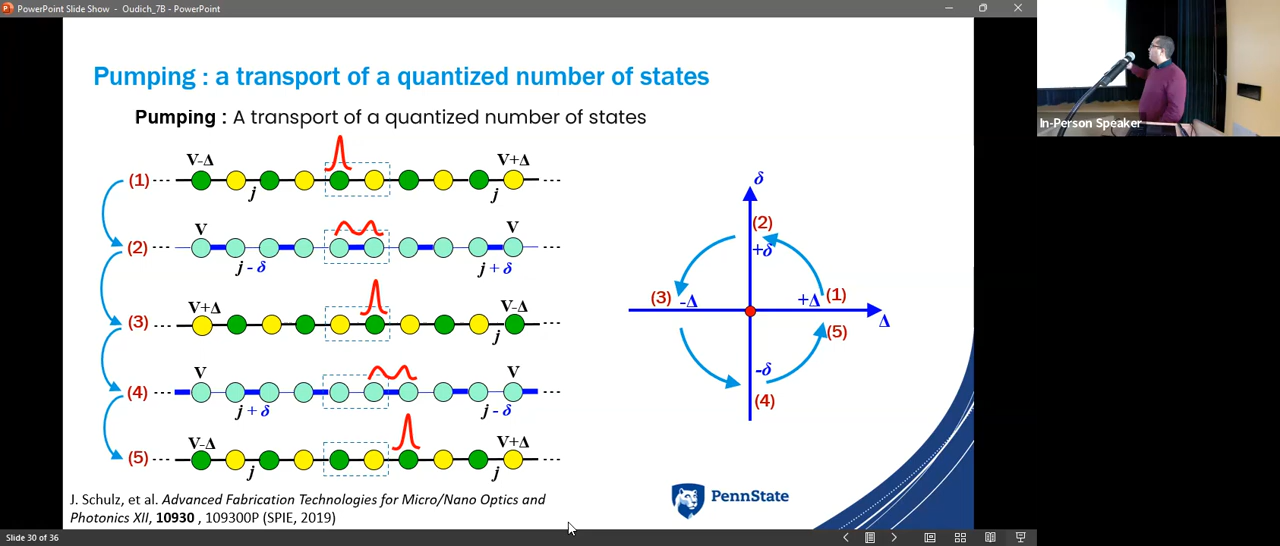 PowerPoint Slide Show - Oudich_7B - PowerPoint
Pumping : a transport of a quantized number of states
Pumping : A transport of a quantized number of states
(1)
V-Δ
V+Δ
j
j
(2)
V
V
j - δ
j + δ
(3)
V+Δ
V-Δ
j
(4)
V
V
j + δ
j - δ
(5)
V-Δ
V+Δ
j
j
δ
(2)
+δ
(3)
-Δ
+Δ
(1)
Δ
(5)
-δ
(4)
J. Schulz, et al. Advanced Fabrication Technologies for Micro/Nano Optics and
Photonics XII, 10930 , 109300P (SPIE, 2019)
PennState
In-Person Speaker
Slide 30 of 36